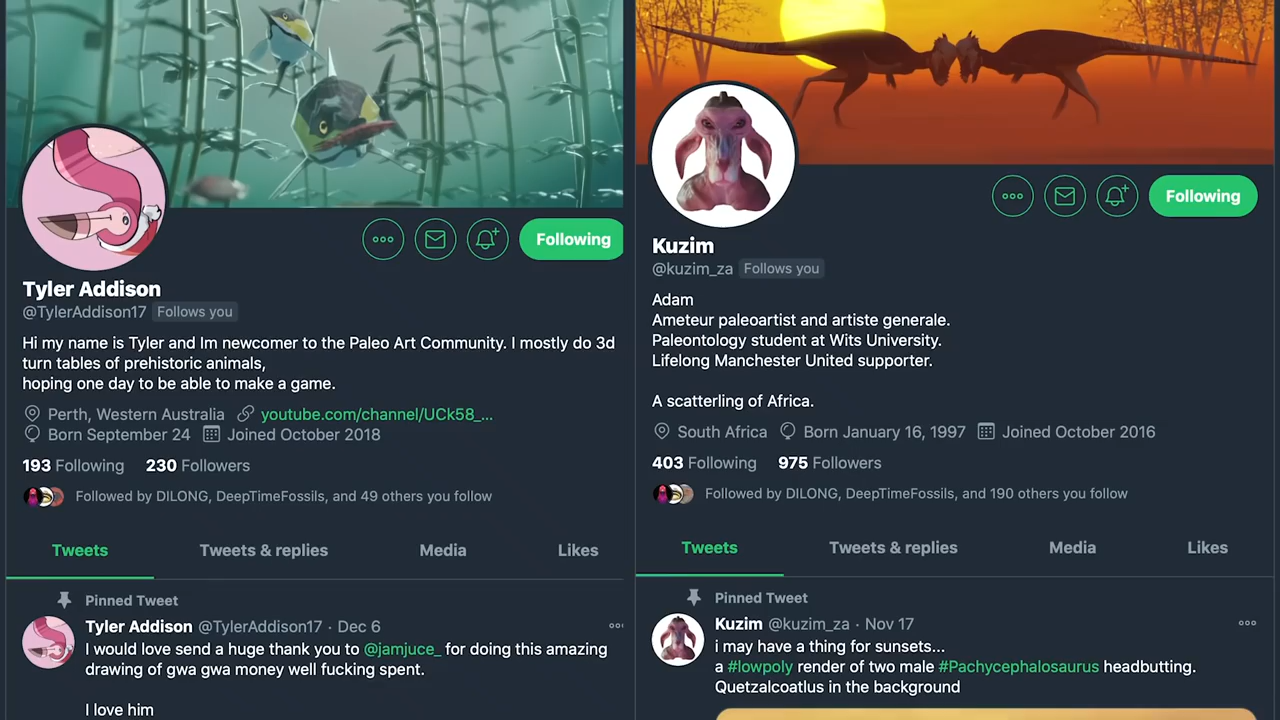 Following
Tyler Addison
@TylerAddison17 Follows you
Hi my name is Tyler and Im newcomer to the Paleo Art Community. I mostly do 3d
turn tables of prehistoric animals,
hoping one day to be able to make a game.
Perth, Western Australia youtube.com/channel/UCk58_...
Born September 24 Joined October 2018
193 Following 230 Followers
Followed by DILONG, DeepTimeFossils, and 49 others you follow
Tweets Tweets & replies Media Likes
Pinned Tweet
Tyler Addison @TylerAddison17 · Dec 6
I would love send a huge thank you to @jamjuce_ for doing this amazing
drawing of gwa gwa money well fucking spent.
I love him
Following
Kuzim
@kuzim_za Follows you
Adam
Ameteur paleoartist and artiste generale.
Paleontology student at Wits University.
Lifelong Manchester United supporter.
A scatterling of Africa.
South Africa Born January 16, 1997 Joined October 2016
403 Following 975 Followers
Followed by DILONG, DeepTimeFossils, and 190 others you follow
Tweets Tweets & replies Media Likes
Pinned Tweet
Kuzim @kuzim_za · Nov 17
i may have a thing for sunsets...
a #lowpoly render of two male #Pachycephalosaurus headbutting.
Quetzalcoatlus in the background